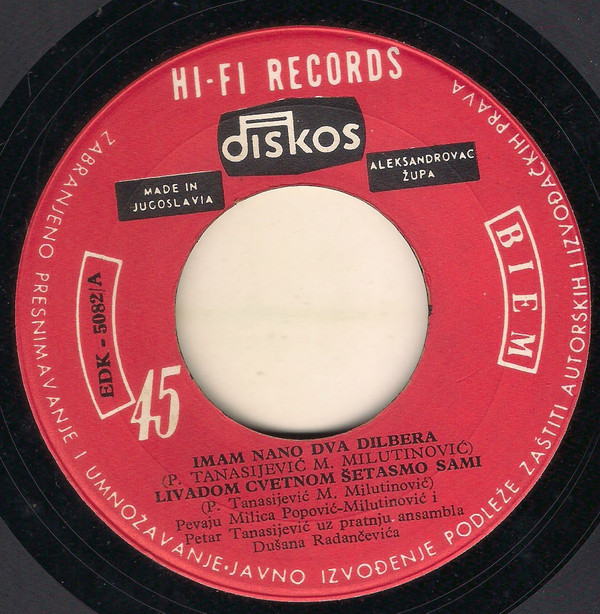 HI-FI RECORDS
diskos
MADE IN
JUGOSLAVIA
ALEKSANDROVAC
ŽUPA
BIEM
EDK - 5082/A
45
IMAM NANO DVA DILBERA
(P. TANASIJEVIĆ M. MILUTINOVIĆ)
LIVADOM CVETNOM ŠETASMO SAMI
(P. Tanasijević M. Milutinović)
Pevaju Milica Popović-Milutinović i
Petar Tanasijević uz pratnju ansambla
Dušana Radančevića
ZABRANJENO PRESNIMAVANJE I UMNOŽAVANJE·JAVNO IZVOĐENJE PODLEŽE ZAŠTITI AUTORSKIH I IZVOĐAČKIH PRAVA